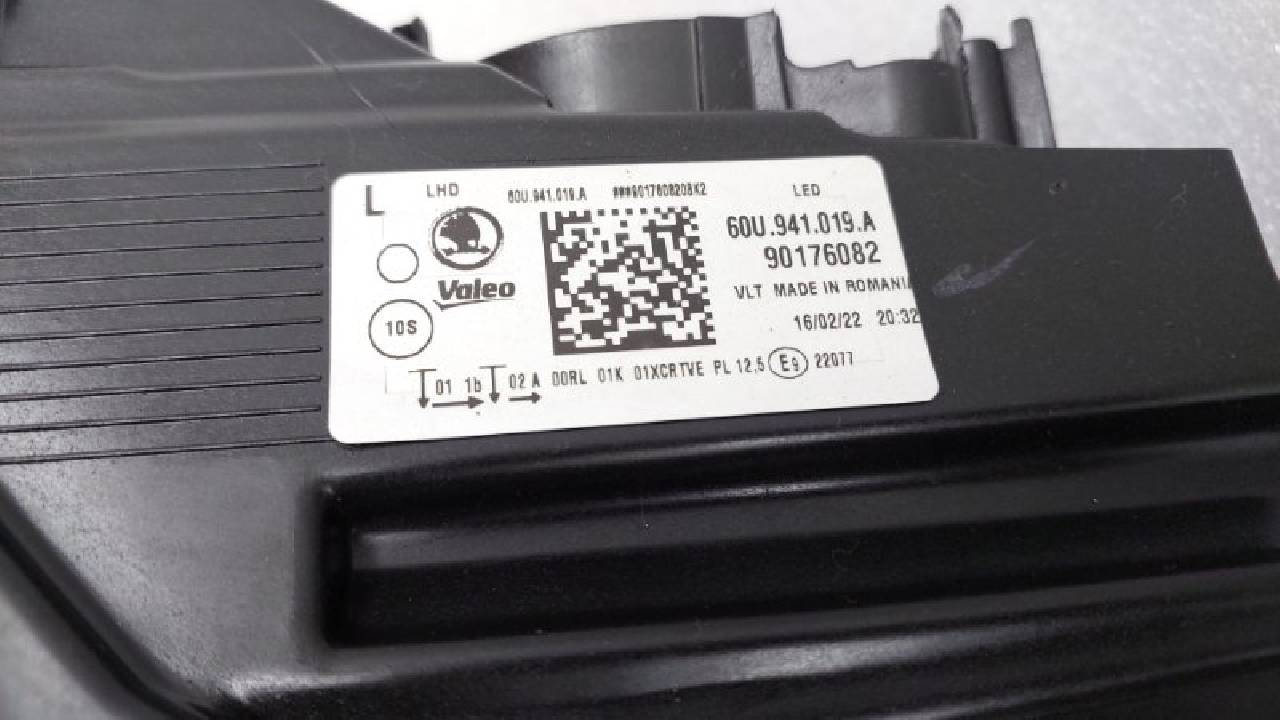 L LHD 60U.941.019.A ###9017608208X2 LED
60U.941.019.A
90176082
Valeo
VLT MADE IN ROMANIA
10S
16/02/22 20:32
01 1b 02 A 00RL 01K 01XCRTVE PL 12,5 E9 22077